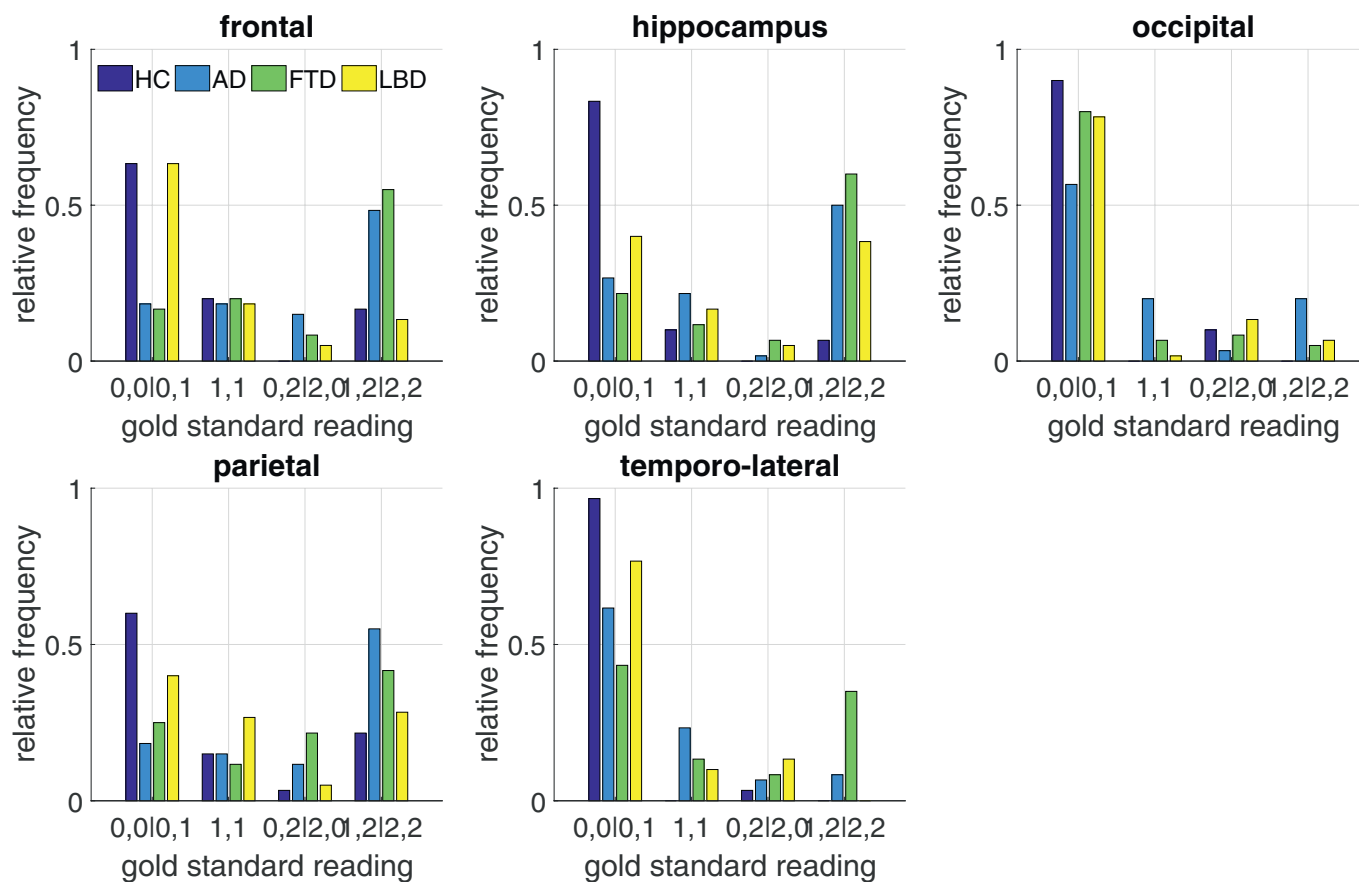 frontal
1
HC AD FTD LBD
relative frequency
0.5
0
0,0|0,1 1,1 0,2|2,0 1,2|2,2
gold standard reading
hippocampus
1
relative frequency
0.5
0
0,0|0,1 1,1 0,2|2,0 1,2|2,2
gold standard reading
occipital
1
relative frequency
0.5
0
0,0|0,1 1,1 0,2|2,0 1,2|2,2
gold standard reading
parietal
1
relative frequency
0.5
0
0,0|0,1 1,1 0,2|2,0 1,2|2,2
gold standard reading
temporo-lateral
1
relative frequency
0.5
0
0,0|0,1 1,1 0,2|2,0 1,2|2,2
gold standard reading